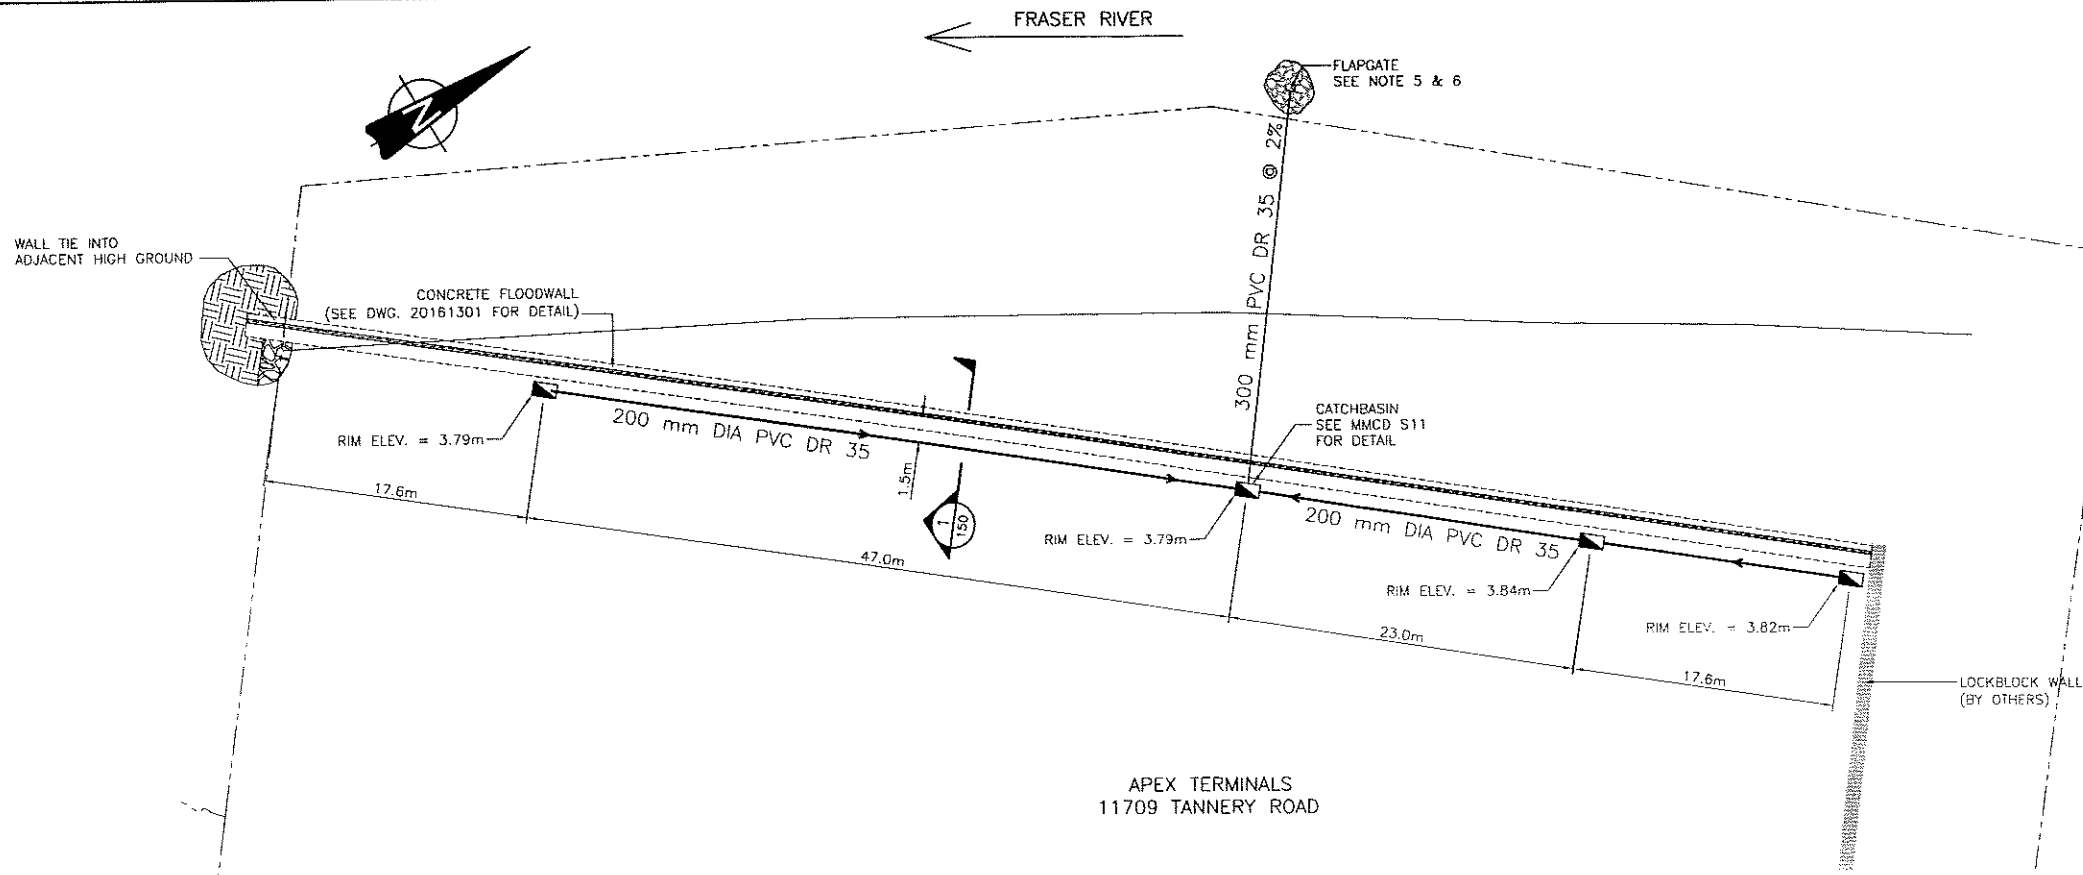 FRASER RIVER
FLAPGATE
SEE NOTE 5 & 6
N
300 mm PVC DR 35 @ 2%
WALL TIE INTO
ADJACENT HIGH GROUND
CONCRETE FLOODWALL
(SEE DWG. 20161301 FOR DETAIL)
RIM ELEV. = 3.79m
200 mm DIA PVC DR 35
1.5m
CATCHBASIN
SEE MMCD S11
FOR DETAIL
17.6m
1
150
47.0m
RIM ELEV. = 3.79m
200 mm DIA PVC DR 35
RIM ELEV. = 3.84m
RIM ELEV. = 3.82m
23.0m
17.6m
LOCKBLOCK WALL
(BY OTHERS)
APEX TERMINALS
11709 TANNERY ROAD